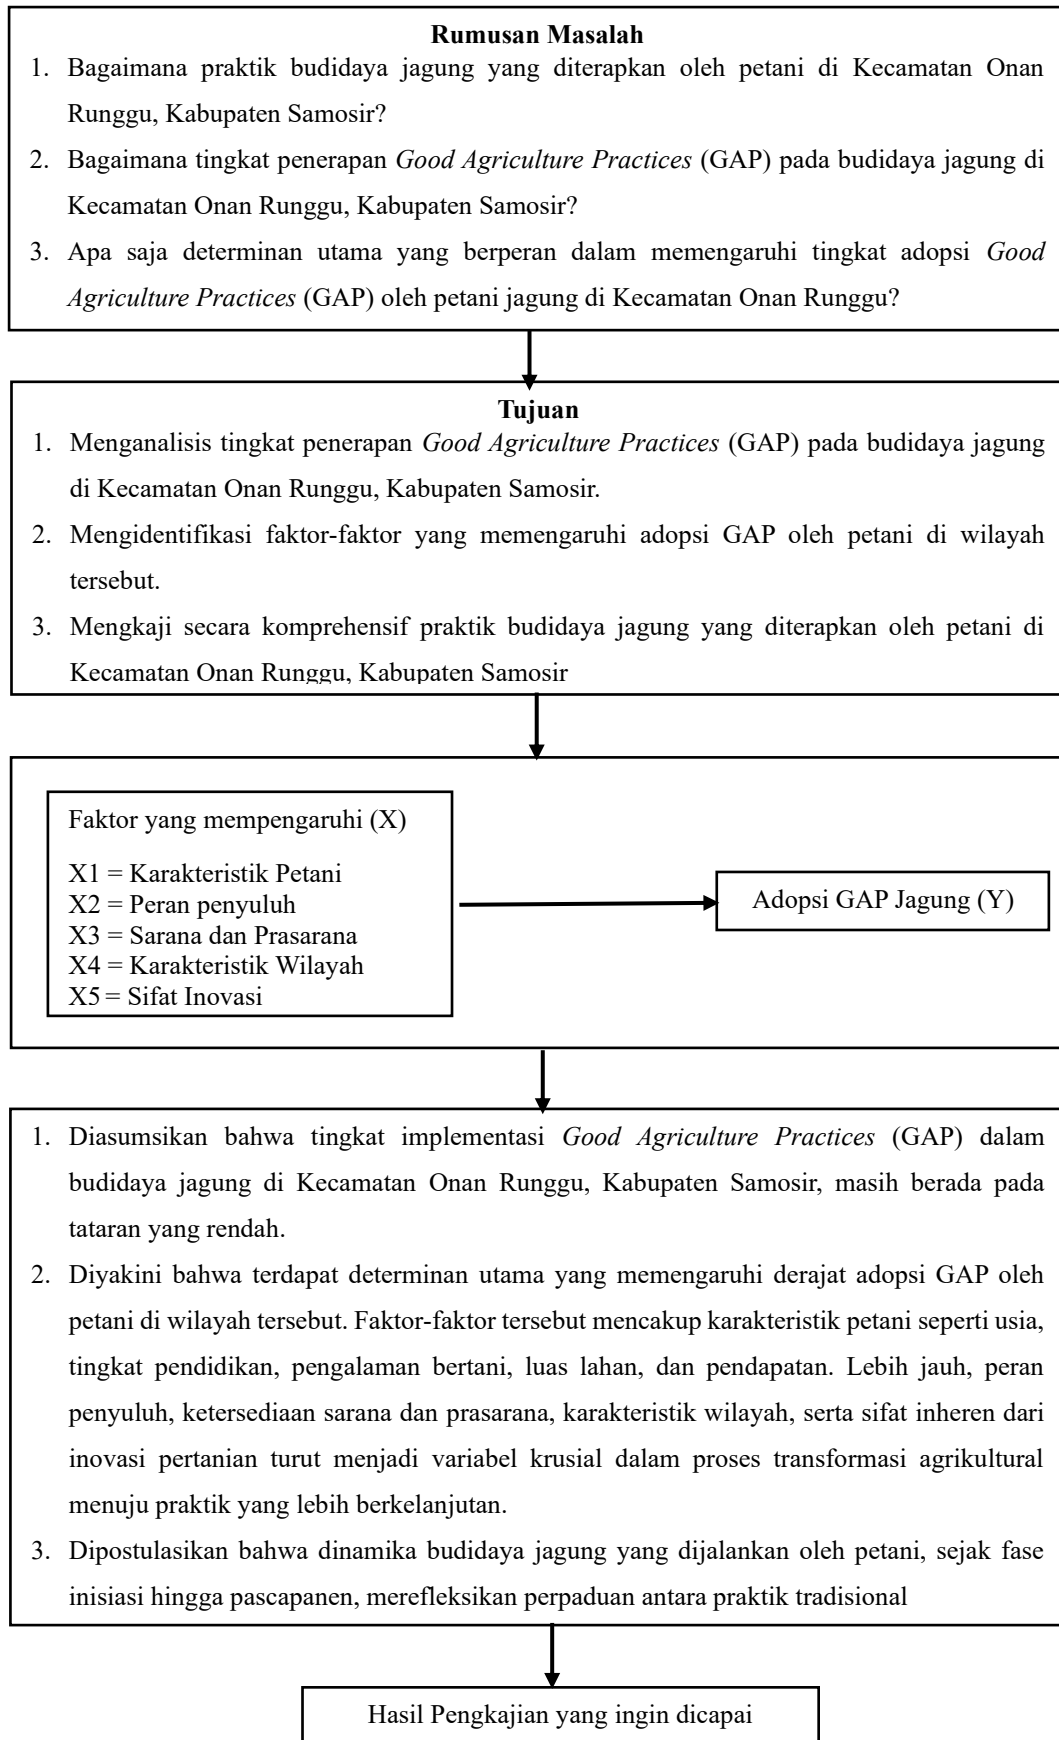 Rumusan Masalah
1. Bagaimana praktik budidaya jagung yang diterapkan oleh petani di Kecamatan Onan
Runggu, Kabupaten Samosir?
2. Bagaimana tingkat penerapan Good Agriculture Practices (GAP) pada budidaya jagung di
Kecamatan Onan Runggu, Kabupaten Samosir?
3. Apa saja determinan utama yang berperan dalam memengaruhi tingkat adopsi Good
Agriculture Practices (GAP) oleh petani jagung di Kecamatan Onan Runggu?
Tujuan
1. Menganalisis tingkat penerapan Good Agriculture Practices (GAP) pada budidaya jagung
di Kecamatan Onan Runggu, Kabupaten Samosir.
2. Mengidentifikasi faktor-faktor yang memengaruhi adopsi GAP oleh petani di wilayah
tersebut.
3. Mengkaji secara komprehensif praktik budidaya jagung yang diterapkan oleh petani di
Kecamatan Onan Runggu, Kabupaten Samosir
Faktor yang mempengaruhi (X)
X1 = Karakteristik Petani
X2 = Peran penyuluh
X3 = Sarana dan Prasarana
X4 = Karakteristik Wilayah
X5 = Sifat Inovasi
Adopsi GAP Jagung (Y)
1. Diasumsikan bahwa tingkat implementasi Good Agriculture Practices (GAP) dalam
budidaya jagung di Kecamatan Onan Runggu, Kabupaten Samosir, masih berada pada
tataran yang rendah.
2. Diyakini bahwa terdapat determinan utama yang memengaruhi derajat adopsi GAP oleh
petani di wilayah tersebut. Faktor-faktor tersebut mencakup karakteristik petani seperti usia,
tingkat pendidikan, pengalaman bertani, luas lahan, dan pendapatan. Lebih jauh, peran
penyuluh, ketersediaan sarana dan prasarana, karakteristik wilayah, serta sifat inheren dari
inovasi pertanian turut menjadi variabel krusial dalam proses transformasi agrikultural
menuju praktik yang lebih berkelanjutan.
3. Dipostulasikan bahwa dinamika budidaya jagung yang dijalankan oleh petani, sejak fase
inisiasi hingga pascapanen, merefleksikan perpaduan antara praktik tradisional
Hasil Pengkajian yang ingin dicapai